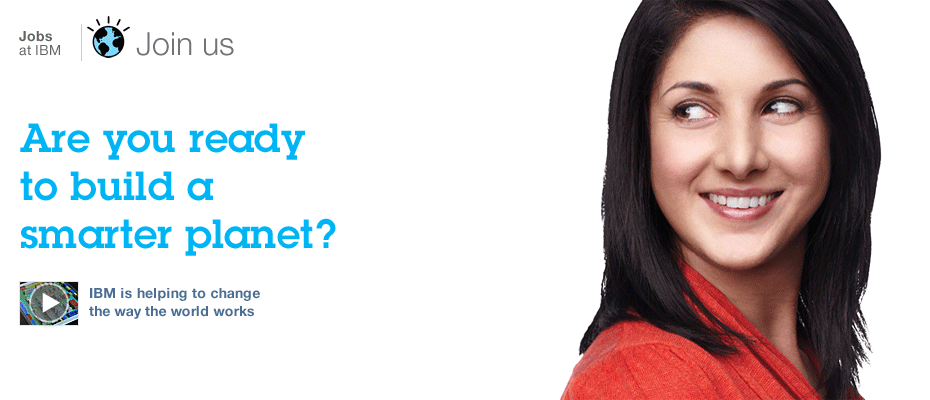 Jobs
at IBM
Join us
Are you ready
to build a
smarter planet?
IBM is helping to change
the way the world works